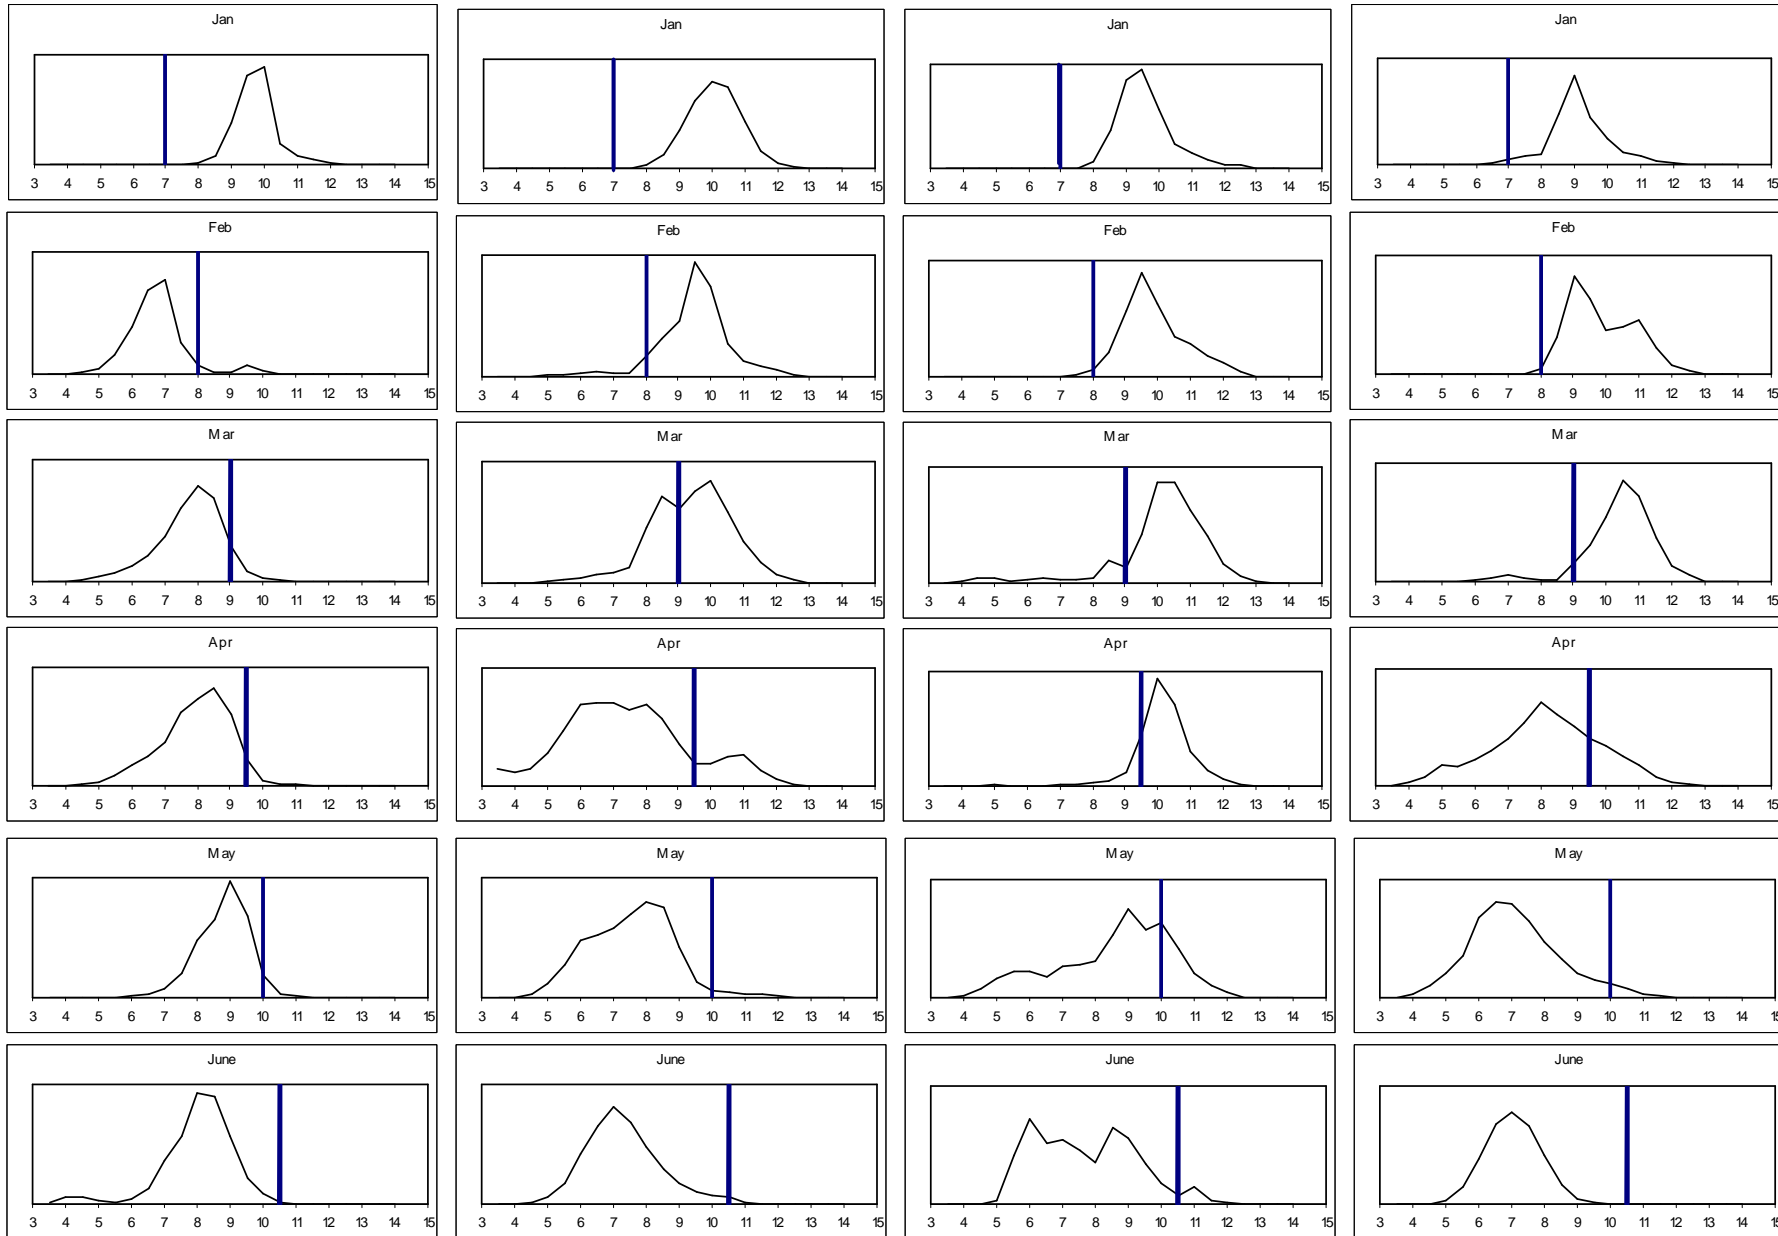 Jan Jan Jan Jan
3 4 5 6 7 8 9 10 11 12 13 14 15 3 4 5 6 7 8 9 10 11 12 13 14 15 3 4 5 6 7 8 9 10 11 12 13 14 15 3 4 5 6 7 8 9 10 11 12 13 14 15
Feb Feb Feb Feb
3 4 5 6 7 8 9 10 11 12 13 14 15 3 4 5 6 7 8 9 10 11 12 13 14 15 3 4 5 6 7 8 9 10 11 12 13 14 15 3 4 5 6 7 8 9 10 11 12 13 14 15
Mar Mar Mar Mar
3 4 5 6 7 8 9 10 11 12 13 14 15 3 4 5 6 7 8 9 10 11 12 13 14 15 3 4 5 6 7 8 9 10 11 12 13 14 15 3 4 5 6 7 8 9 10 11 12 13 14 15
Apr Apr Apr Apr
3 4 5 6 7 8 9 10 11 12 13 14 15 3 4 5 6 7 8 9 10 11 12 13 14 15 3 4 5 6 7 8 9 10 11 12 13 14 15 3 4 5 6 7 8 9 10 11 12 13 14 15
May May May May
3 4 5 6 7 8 9 10 11 12 13 14 15 3 4 5 6 7 8 9 10 11 12 13 14 15 3 4 5 6 7 8 9 10 11 12 13 14 15 3 4 5 6 7 8 9 10 11 12 13 14 15
June June June June
3 4 5 6 7 8 9 10 11 12 13 14 15 3 4 5 6 7 8 9 10 11 12 13 14 15 3 4 5 6 7 8 9 10 11 12 13 14 15 3 4 5 6 7 8 9 10 11 12 13 14 15